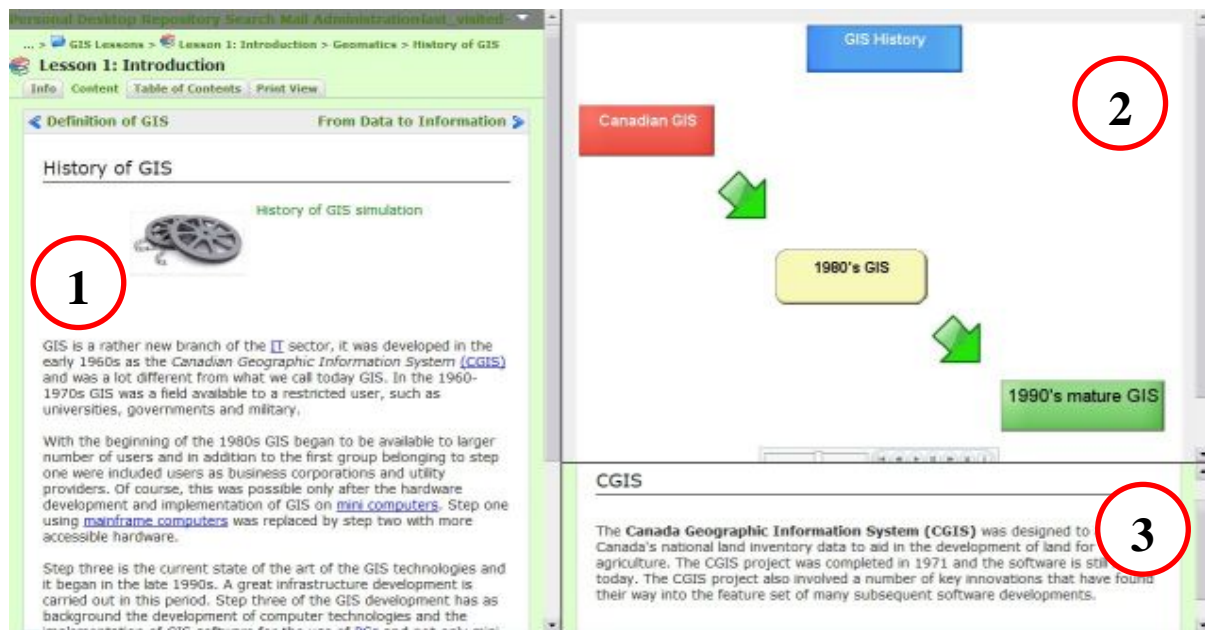 Personal Desktop Repository Search Mail Administration last_visited -
... > GIS Lessons > Lesson 1: Introduction > Geomatics > History of GIS
Lesson 1: Introduction
Info Content Table of Contents Print View
Definition of GIS From Data to Information
History of GIS
History of GIS simulation
1
GIS is a rather new branch of the IT sector, it was developed in the
early 1960s as the Canadian Geographic Information System (CGIS)
and was a lot different from what we call today GIS. In the 1960-
1970s GIS was a field available to a restricted user, such as
universities, governments and military.
With the beginning of the 1980s GIS began to be available to larger
number of users and in addition to the first group belonging to step
one were included users as business corporations and utility
providers. Of course, this was possible only after the hardware
development and implementation of GIS on mini computers. Step one
using mainframe computers was replaced by step two with more
accessible hardware.
Step three is the current state of the art of the GIS technologies and
it began in the late 1990s. A great infrastructure development is
carried out in this period. Step three of the GIS development has as
background the development of computer technologies and the
implementation of GIS software for the use of PCs and not only mini
GIS History
2
Canadian GIS
1980's GIS
1990's mature GIS
CGIS
3
The Canada Geographic Information System (CGIS) was designed to
Canada's national land inventory data to aid in the development of land for
agriculture. The CGIS project was completed in 1971 and the software is still
today. The CGIS project also involved a number of key innovations that have found
their way into the feature set of many subsequent software developments.